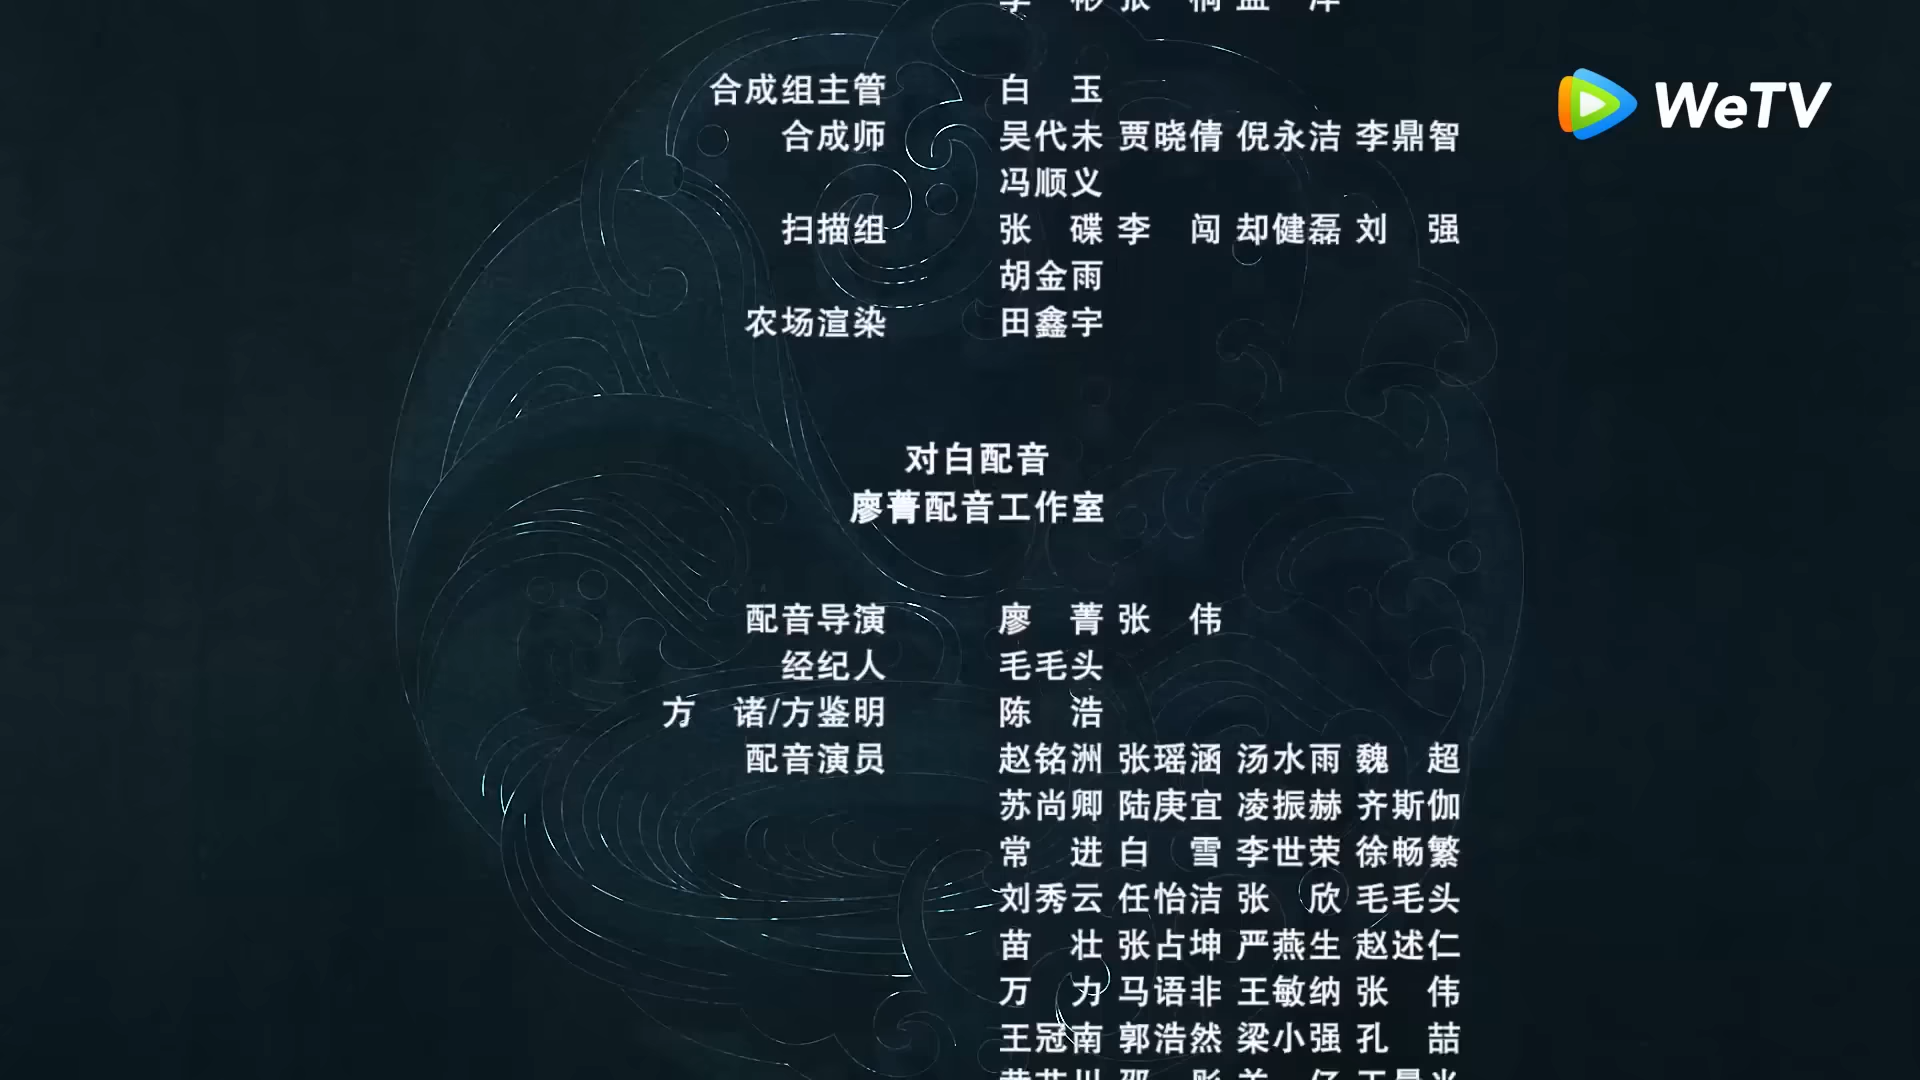 WeTV
合成组主管 白 玉
合成师 吴代未 贾晓倩 倪永洁 李鼎智
冯顺义
扫描组 张 碟 李 闯 却健磊 刘 强
胡金雨
农场渲染 田鑫宇
对白配音
廖菁配音工作室
配音导演 廖 菁 张 伟
经纪人 毛毛头
方 诸/方鉴明 陈 浩
配音演员 赵铭洲 张瑶涵 汤水雨 魏 超
苏尚卿 陆庚宜 凌振赫 齐斯伽
常 进 白 雪 李世荣 徐畅繁
刘秀云 任怡洁 张 欣 毛毛头
苗 壮 张占坤 严燕生 赵述仁
万 力 马语非 王敏纳 张 伟
王冠南 郭浩然 梁小强 孔 喆